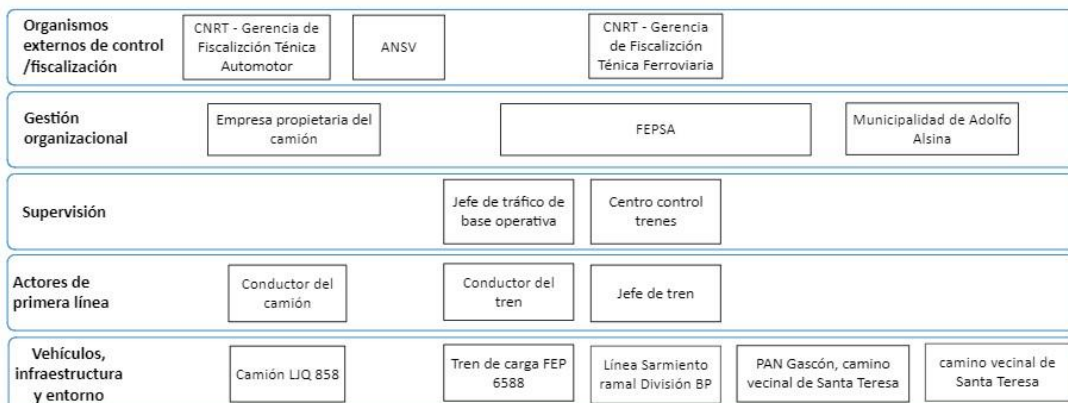 Organismos
externos de control
/fiscalización
CNRT - Gerencia de
Fiscalizción Ténica
Automotor
ANSV
CNRT - Gerencia
de Fiscalizción
Ténica Ferroviaria
Gestión
organizacional
Empresa propietaria del
camión
FEPSA
Municipalidad de Adolfo
Alsina
Supervisión
Jefe de tráfico de
base operativa
Centro control
trenes
Actores de
primera línea
Conductor del
camión
Conductor del
tren
Jefe de tren
Vehículos,
infraestructura
y entorno
Camión LJQ 858
Tren de carga FEP
6588
Línea Sarmiento
ramal División BP
PAN Gascón, camino
vecinal de Santa Teresa
camino vecinal de
Santa Teresa